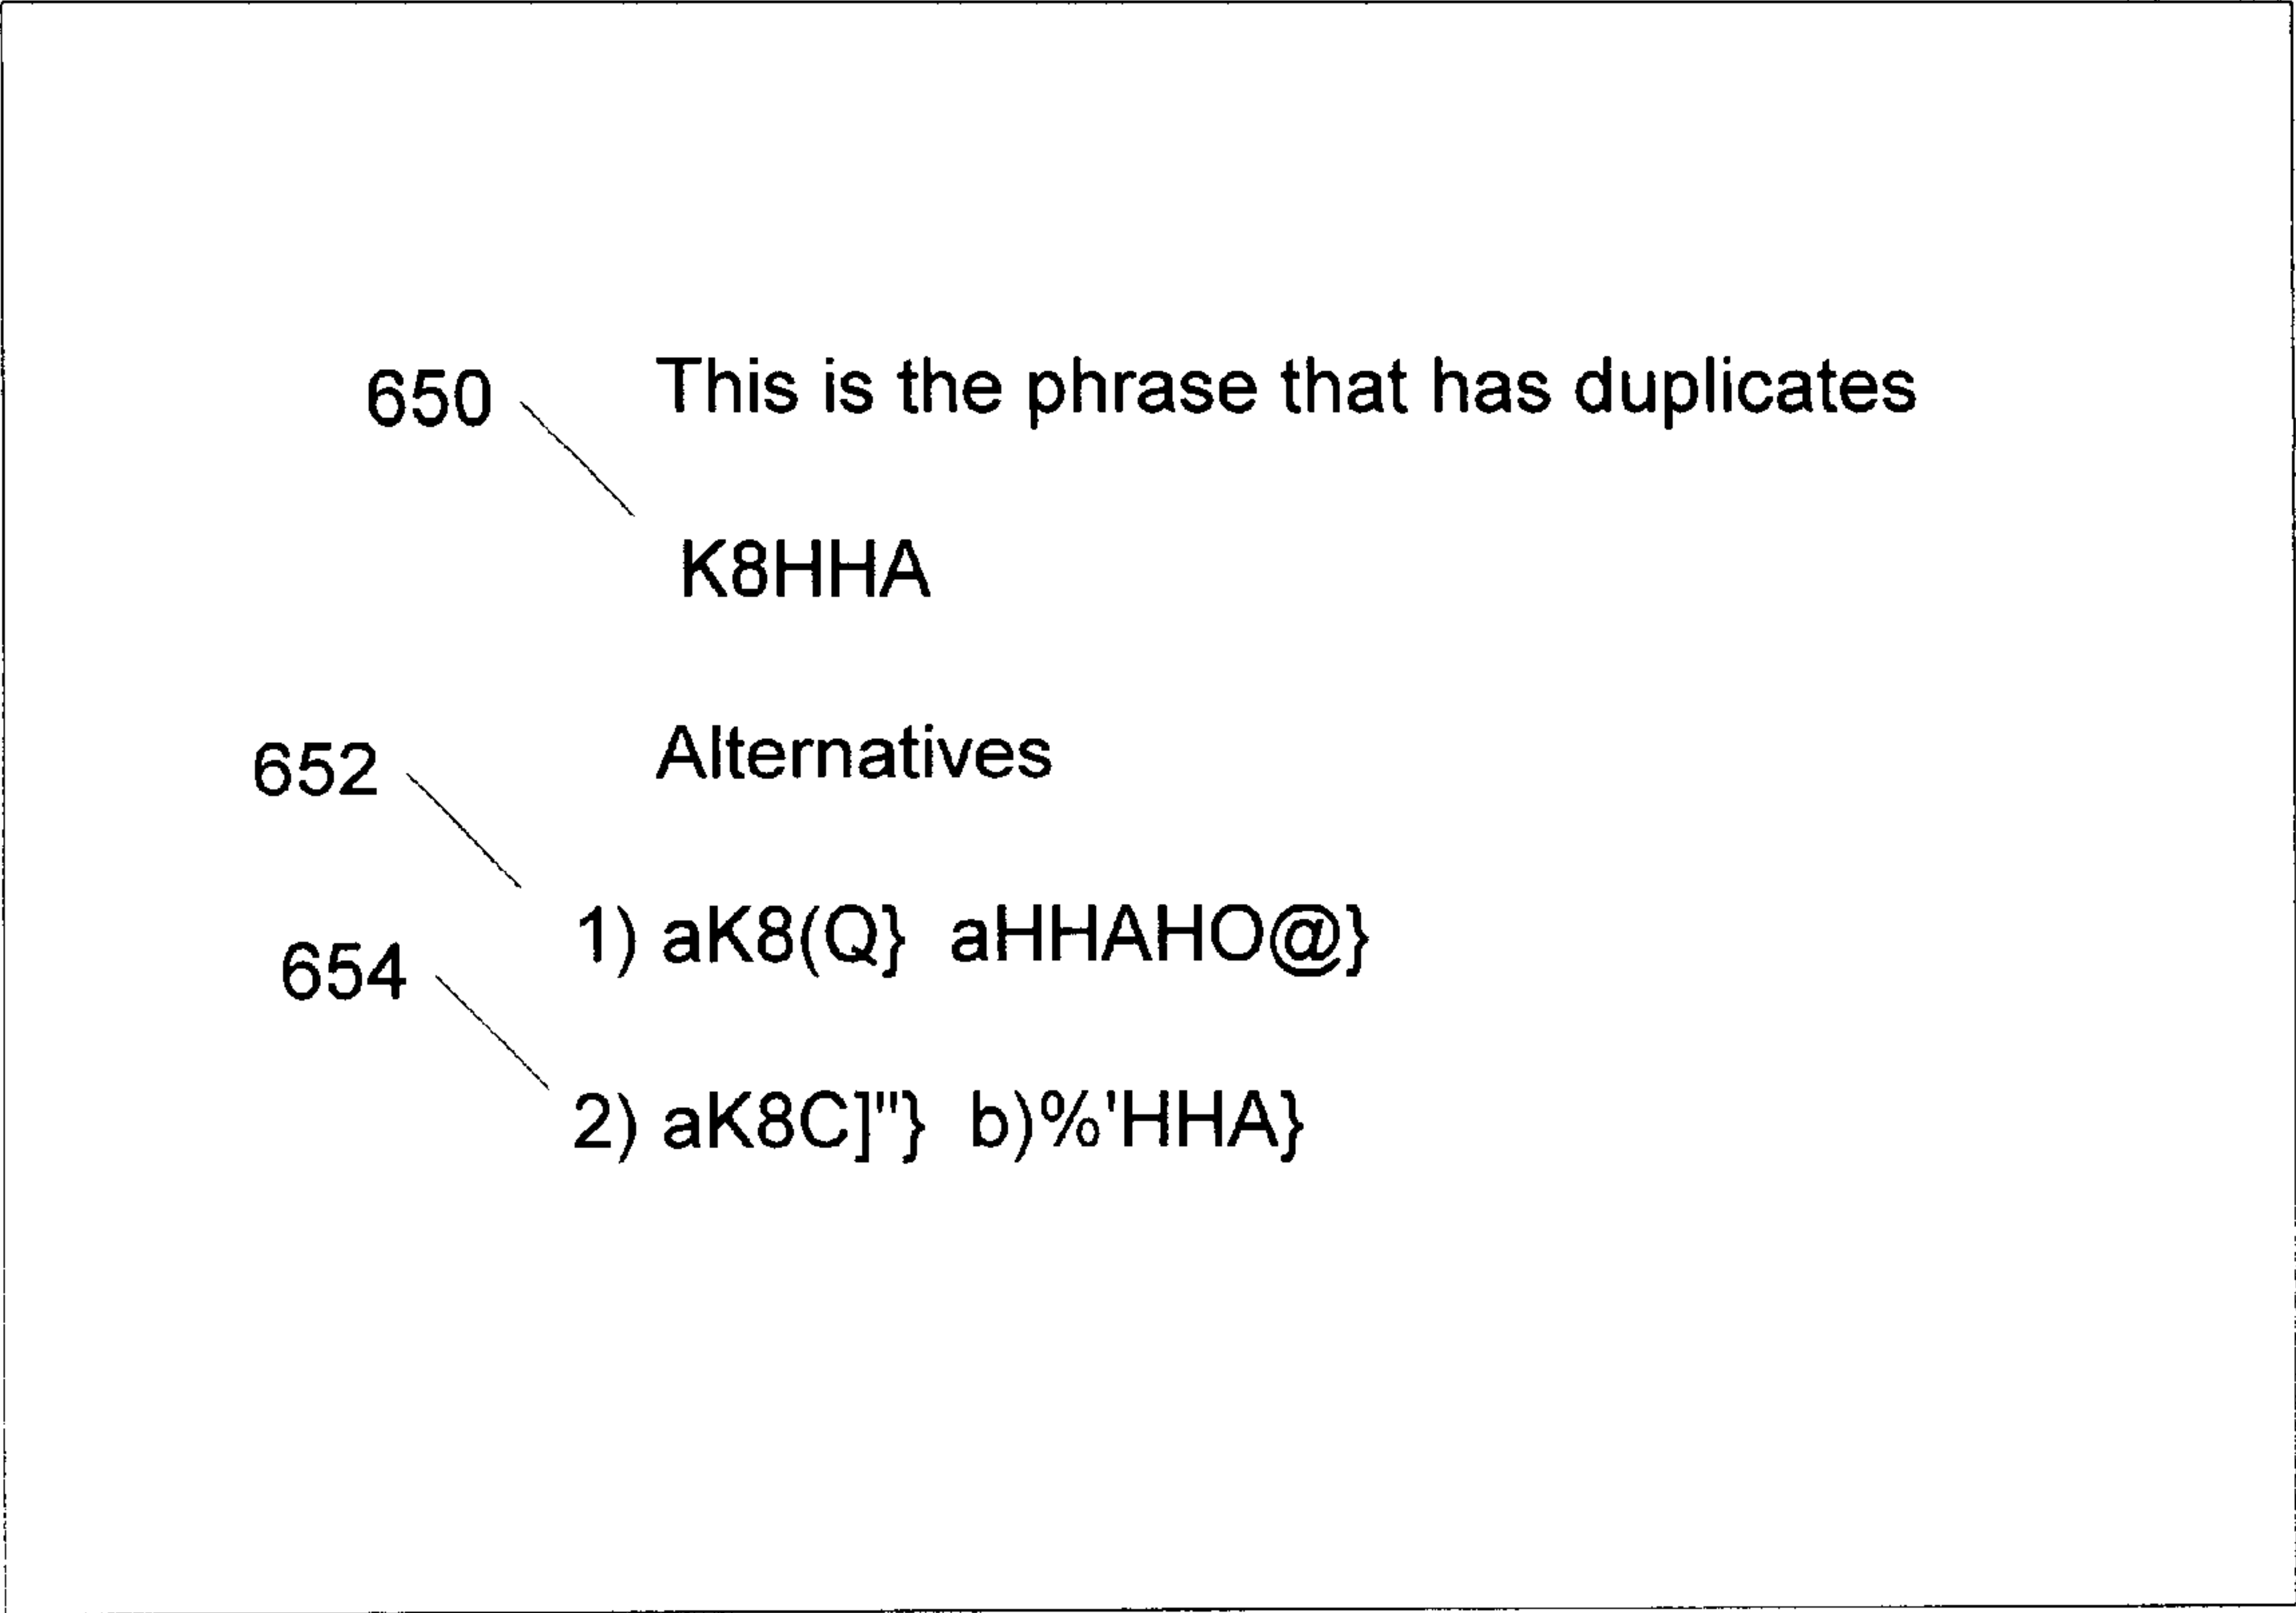 650 This is the phrase that has duplicates
K8HHA
652 Alternatives
1) aK8(Q} aHHAHO@}
654
2) aK8C]"} b)%'HHA}